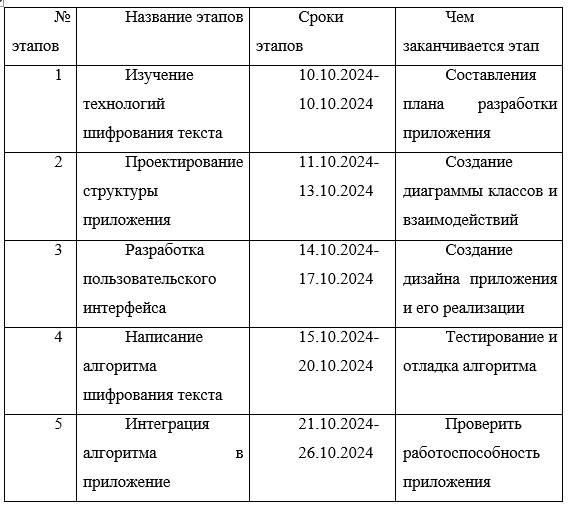 № этапов
Название этапов
Сроки этапов
Чем заканчивается этап
1
Изучение
технологий
шифрования текста
10.10.2024-
10.10.2024
Составления
плана разработки
приложения
2
Проектирование
структуры
приложения
11.10.2024-
13.10.2024
Создание
диаграммы классов и
взаимодействий
3
Разработка
пользовательского
интерфейса
14.10.2024-
17.10.2024
Создание
дизайна приложения
и его реализации
4
Написание
алгоритма
шифрования текста
15.10.2024-
20.10.2024
Тестирование и
отладка алгоритма
5
Интеграция
алгоритма в
приложение
21.10.2024-
26.10.2024
Проверить
работоспособность
приложения